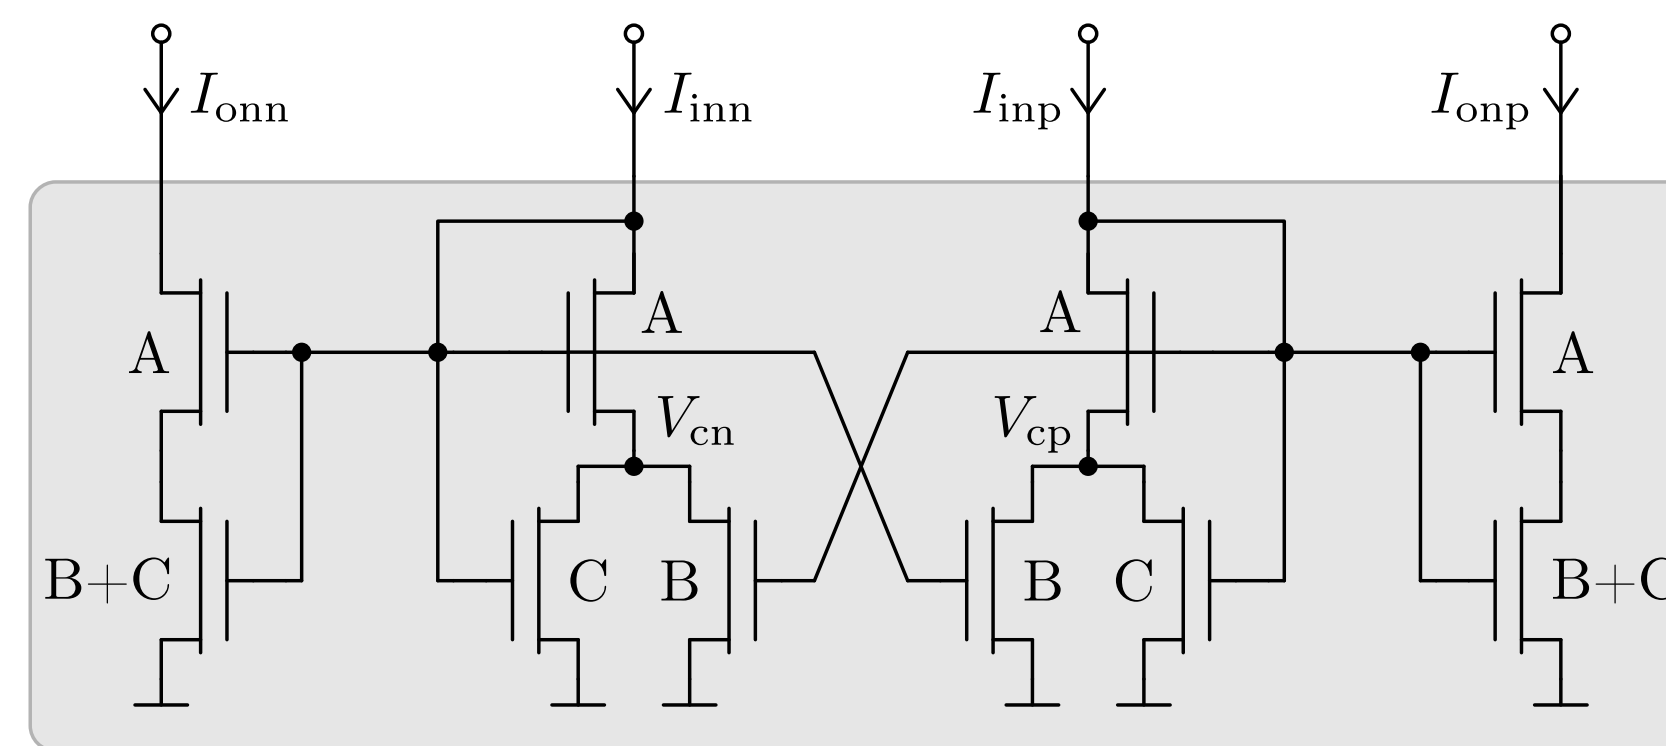 I_onn I_inn I_inp I_onp
A A A A
V_cn V_cp
B+C C B B C B+C